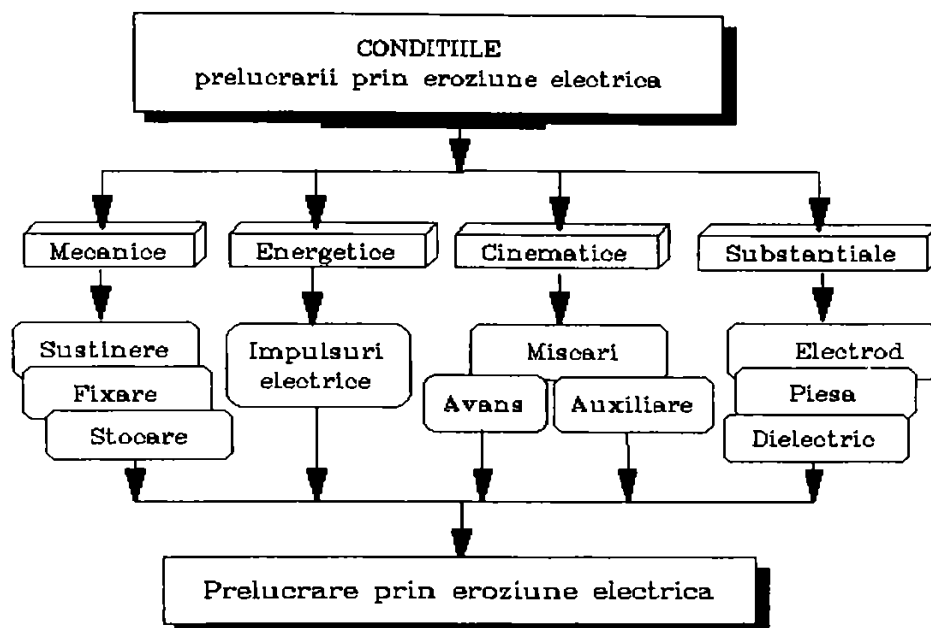 CONDITIILE
prelucrarii prin eroziune electrica
Mecanice
Energetice
Cinematice
Substantiale
Sustinere
Fixare
Stocare
Impulsuri
electrice
Miscari
Avans
Auxiliare
Electrod
Piesa
Dielectric
Prelucrare prin eroziune electrica